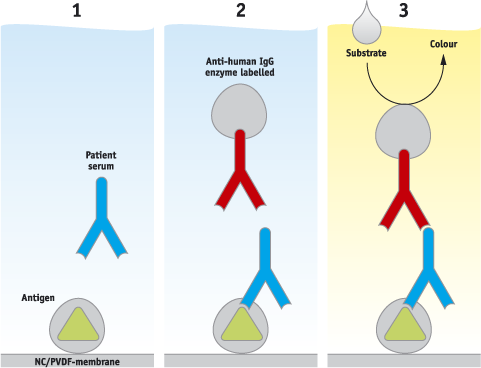 1
Patient
serum
Antigen
NC/PVDF-membrane
2
Anti-human IgG
enzyme labelled
3
Substrate
Colour